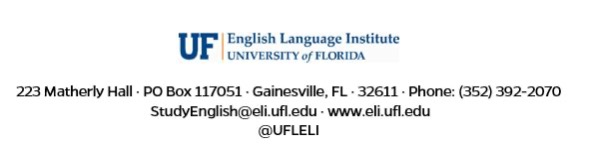 UF English Language Institute
UNIVERSITY of FLORIDA
223 Matherly Hall · PO Box 117051 · Gainesville, FL · 32611 · Phone: (352) 392-2070
StudyEnglish@eli.ufl.edu · www.eli.ufl.edu
@UFLELI